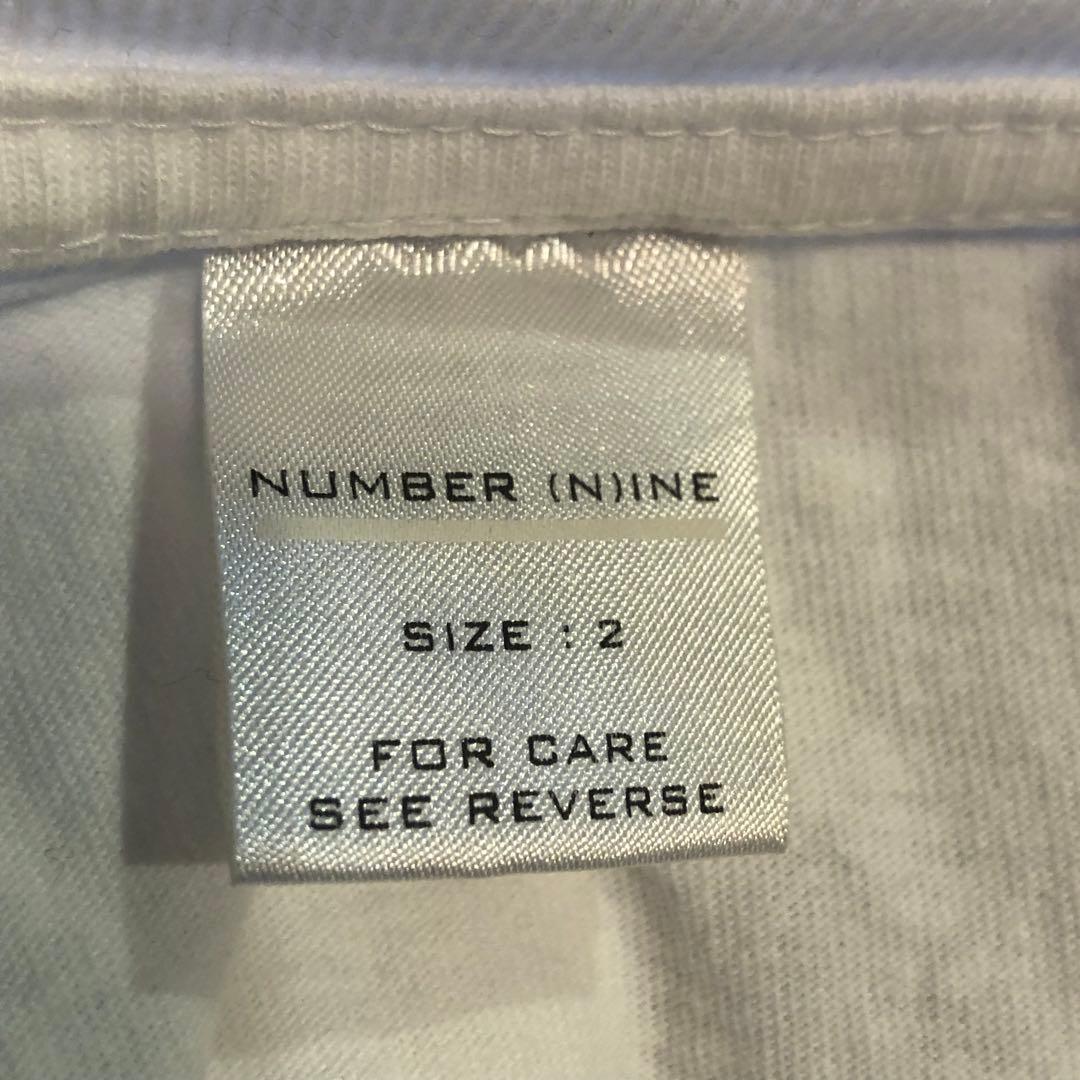 NUMBER (N)INE
SIZE : 2
FOR CARE
SEE REVERSE